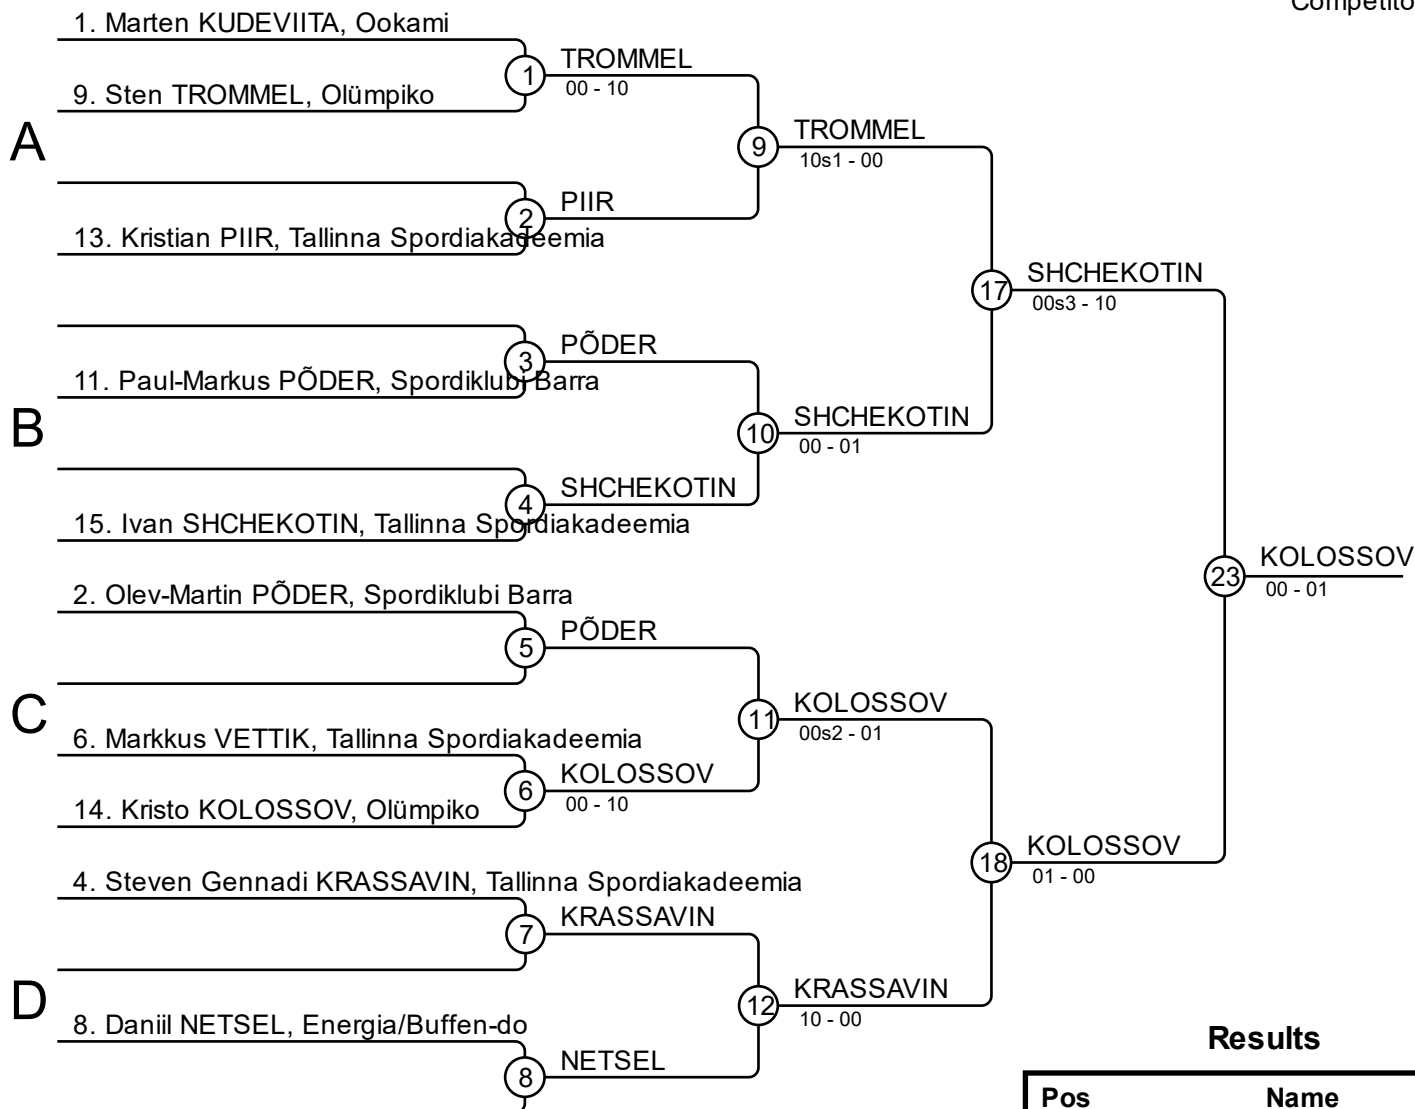 Competito
1. Marten KUDEVIITA, Ookami
TROMMEL
1
00 - 10
9. Sten TROMMEL, Olümpiko
A
TROMMEL
9
10s1 - 00
PIIR
2
13. Kristian PIIR, Tallinna Spordiakadeemia
SHCHEKOTIN
17
00s3 - 10
PÕDER
3
11. Paul-Markus PÕDER, Spordiklubi Barra
B
SHCHEKOTIN
10
00 - 01
SHCHEKOTIN
4
15. Ivan SHCHEKOTIN, Tallinna Spordiakadeemia
KOLOSSOV
23
00 - 01
2. Olev-Martin PÕDER, Spordiklubi Barra
PÕDER
5
C
KOLOSSOV
11
00s2 - 01
6. Markkus VETTIK, Tallinna Spordiakadeemia
KOLOSSOV
6
00 - 10
14. Kristo KOLOSSOV, Olümpiko
KOLOSSOV
18
01 - 00
4. Steven Gennadi KRASSAVIN, Tallinna Spordiakadeemia
KRASSAVIN
7
D
KRASSAVIN
12
10 - 00
8. Daniil NETSEL, Energia/Buffen-do
NETSEL
8
Results
Pos Name